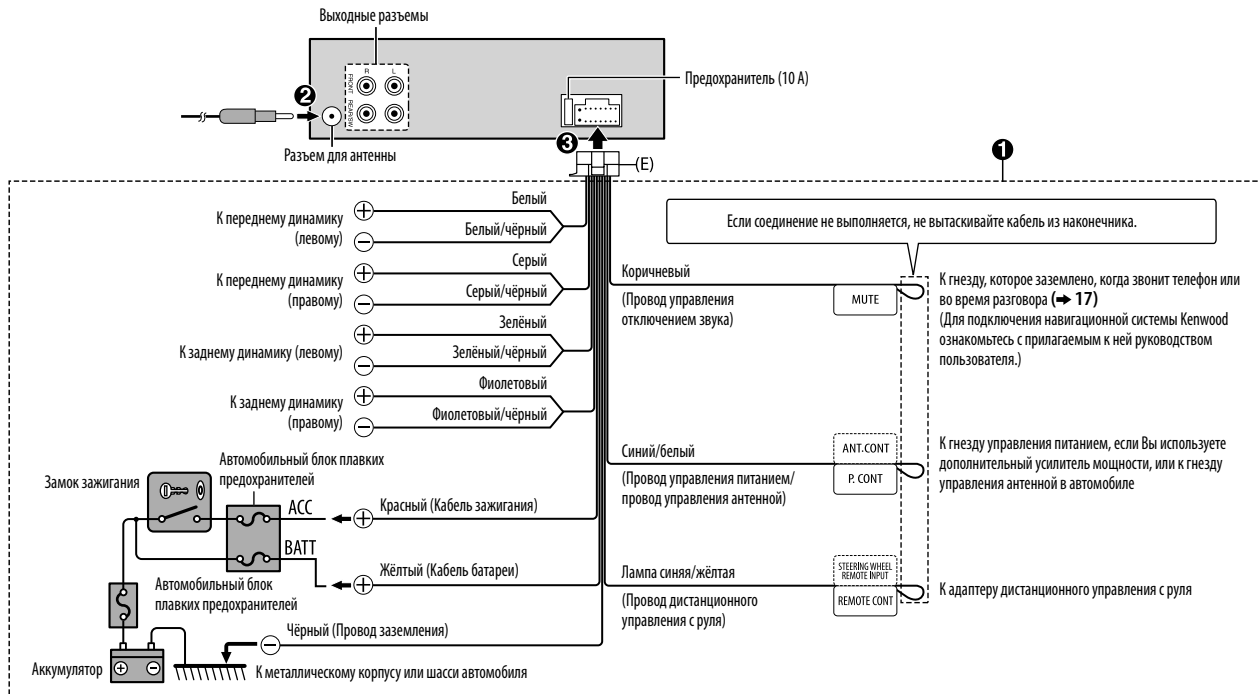 Выходные разъемы
R
L
FRONT
REAR/SW
Предохранитель (10 A)
2
Разъем для антенны
3
(E)
1
К переднему динамику
(левому)
Белый
Белый/чёрный
К переднему динамику
(правому)
Серый
Серый/чёрный
К заднему динамику (левому)
Зелёный
Зелёный/чёрный
К заднему динамику
(правому)
Фиолетовый
Фиолетовый/чёрный
Если соединение не выполняется, не вытаскивайте кабель из наконечника.
Коричневый
(Провод управления
отключением звука)
MUTE
К гнезду, которое заземлено, когда звонит телефон или
во время разговора (➡ 17)
(Для подключения навигационной системы Kenwood
ознакомьтесь с прилагаемым к ней руководством
пользователя.)
Синий/белый
(Провод управления питанием/
провод управления антенной)
ANT.CONT
P. CONT
К гнезду управления питанием, если Вы используете
дополнительный усилитель мощности, или к гнезду
управления антенной в автомобиле
Замок зажигания
Автомобильный блок плавких
предохранителей
ACC
Красный (Кабель зажигания)
BATT
Жёлтый (Кабель батареи)
Лампа синяя/жёлтая
(Провод дистанционного
управления с руля)
STEERING WHEEL
REMOTE INPUT
REMOTE CONT
К адаптеру дистанционного управления с руля
Автомобильный блок
плавких предохранителей
Чёрный (Провод заземления)
Аккумулятор
К металлическому корпусу или шасси автомобиля